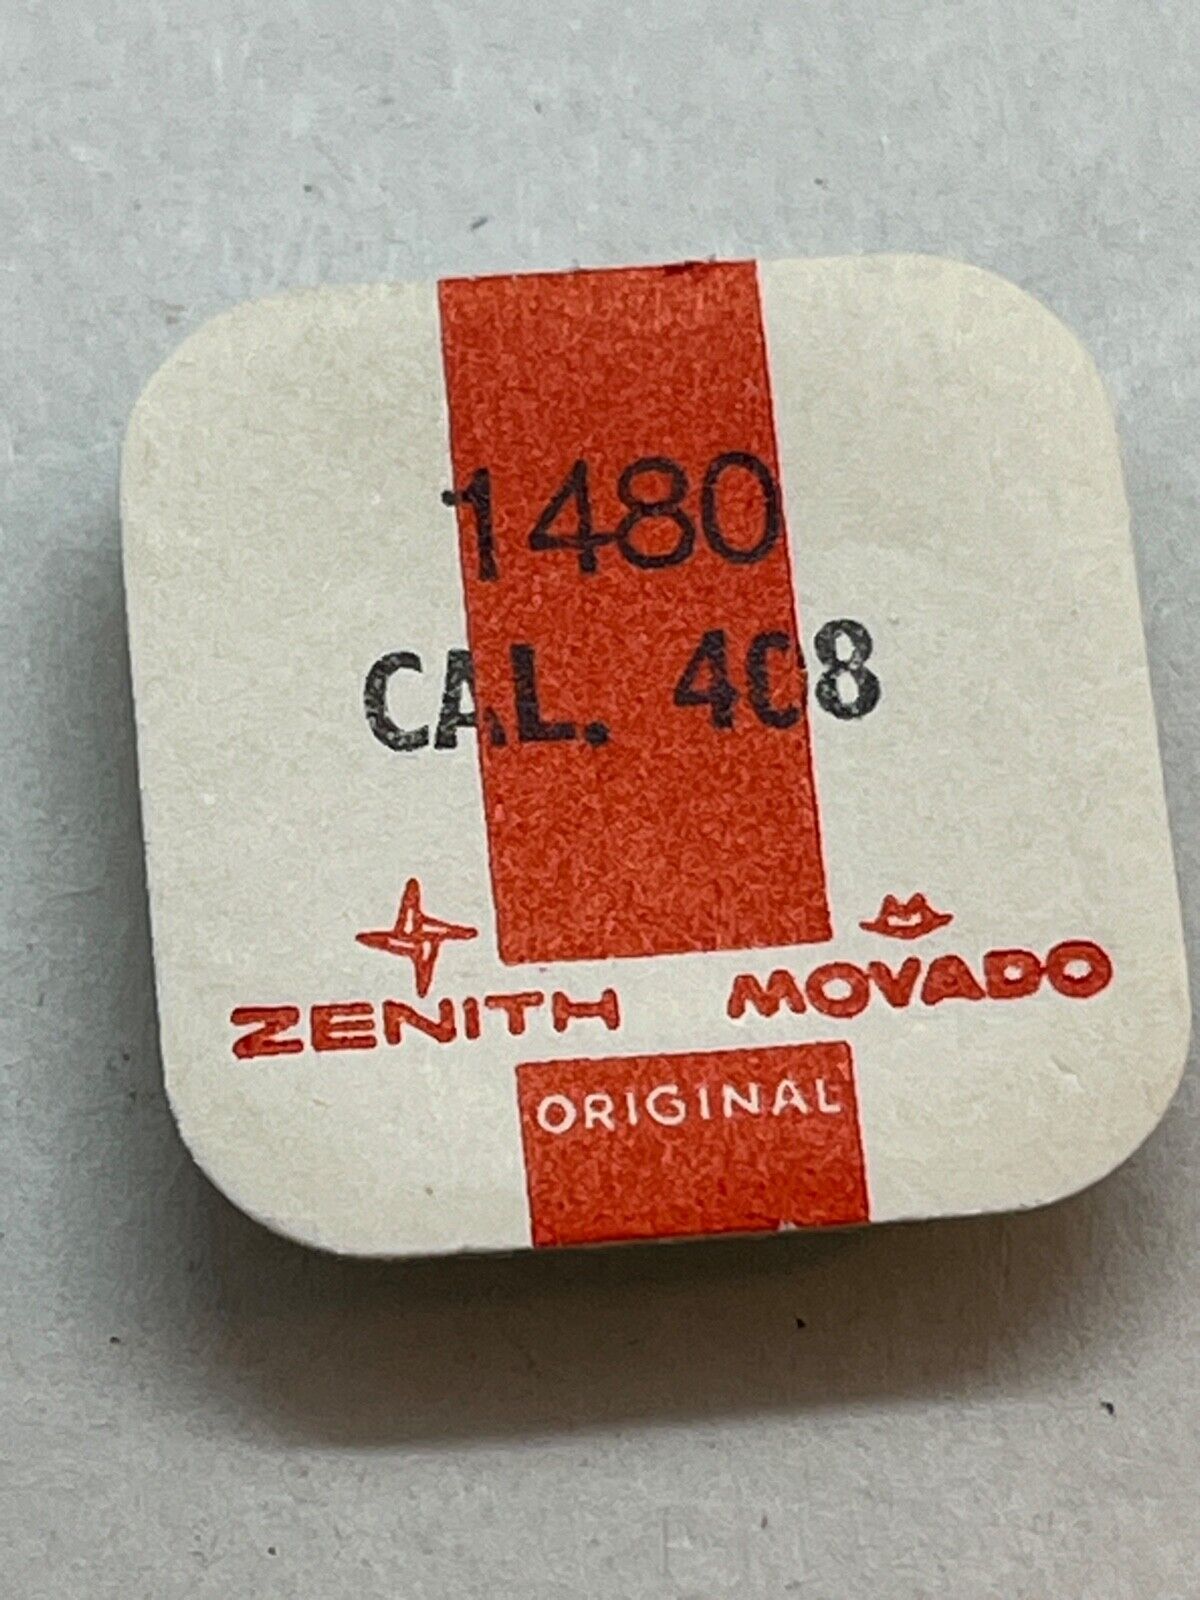 1480
CAL. 408
ZENITH MOVADO
ORIGINAL